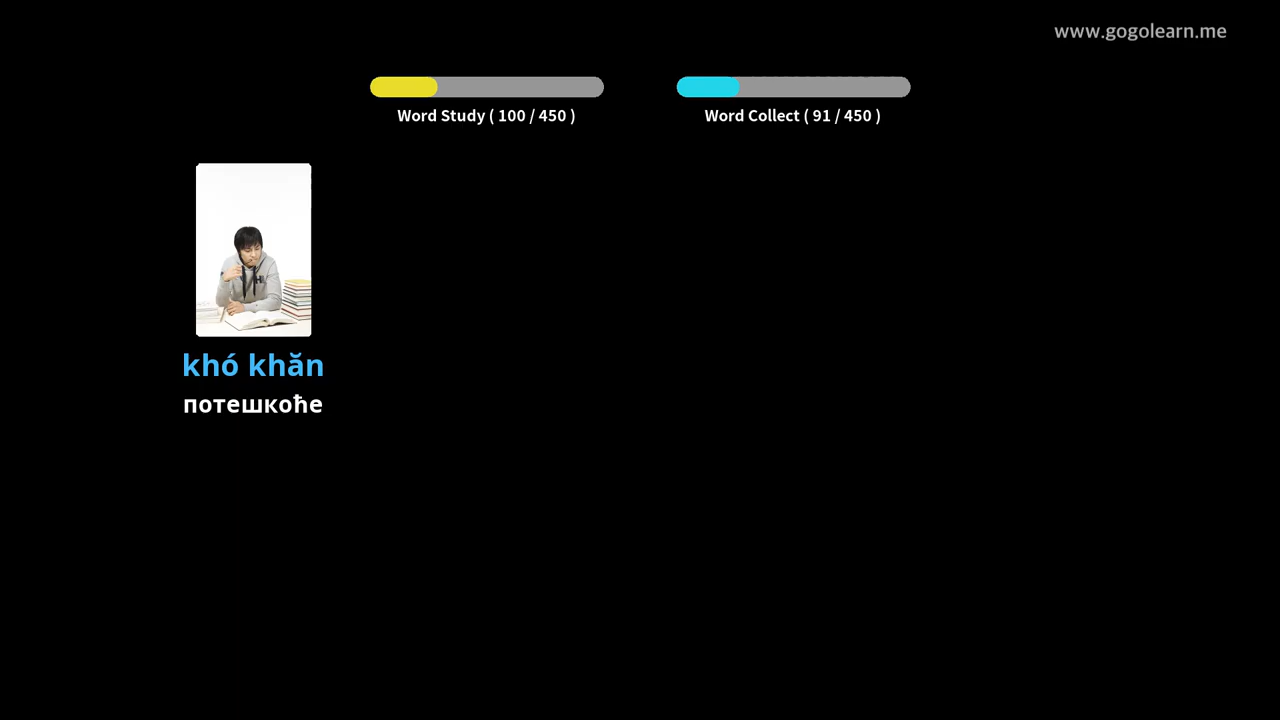 www.gogolearn.me
Word Study ( 100 / 450 )
Word Collect ( 91 / 450 )
khó khăn
потешкоће